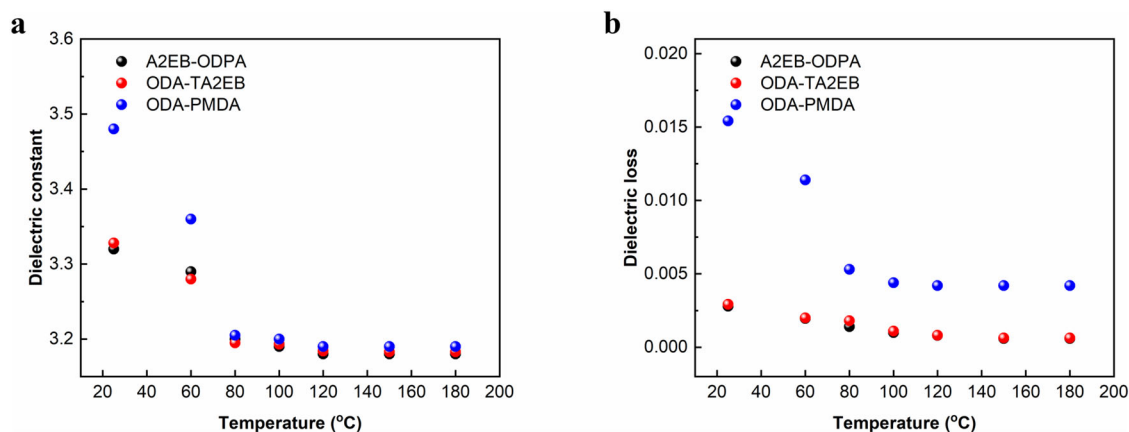 a
3.6
3.5
3.4
3.3
3.2
Dielectric constant
A2EB-ODPA
ODA-TA2EB
ODA-PMDA
20 40 60 80 100 120 140 160 180 200
Temperature (°C)
b
0.020
0.015
0.010
0.005
0.000
Dielectric loss
A2EB-ODPA
ODA-TA2EB
ODA-PMDA
20 40 60 80 100 120 140 160 180 200
Temperature (°C)